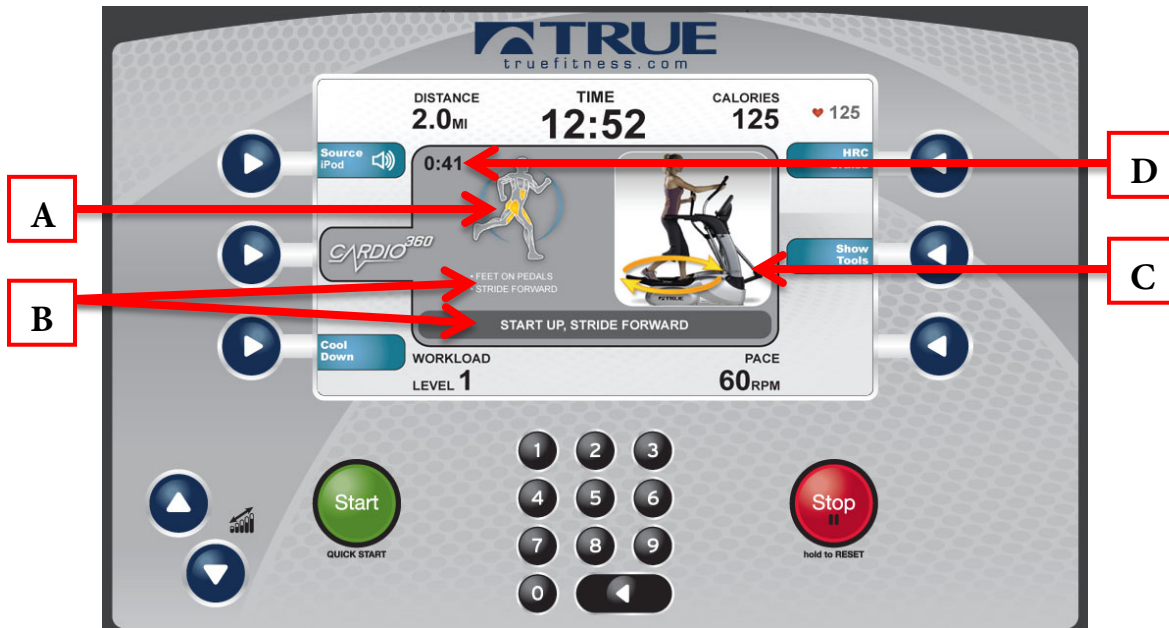 TRUE
truefitness.com
DISTANCE TIME CALORIES
2.0MI 12:52 125 125
Source
iPod
HRC
0:41
D
A
CARDIO360
Show
Tools
• FEET ON PEDALS
• STRIDE FORWARD
TRUE
C
B
START UP, STRIDE FORWARD
Cool
Down
WORKLOAD PACE
LEVEL 1 60RPM
1 2 3
Start
4 5 6
Stop
QUICK START
7 8 9
hold to RESET
0